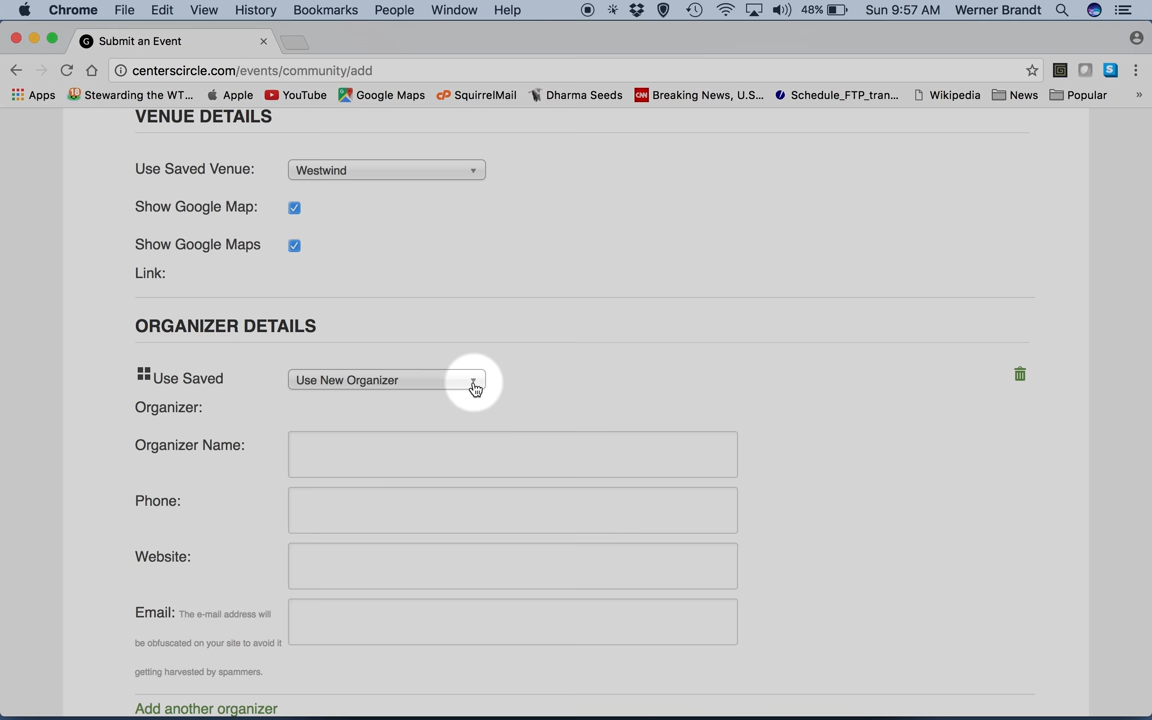 Chrome File Edit View History Bookmarks People Window Help 48% Sun 9:57 AM Werner Brandt
G Submit an Event
centerscircle.com/events/community/add
Apps Stewarding the WT... Apple YouTube Google Maps SquirrelMail Dharma Seeds CNN Breaking News, U.S... Schedule_FTP_tran... Wikipedia News Popular »
VENUE DETAILS
Use Saved Venue: Westwind
Show Google Map:
Show Google Maps
Link:
ORGANIZER DETAILS
Use Saved Use New Organizer
Organizer:
Organizer Name:
Phone:
Website:
Email: The e-mail address will
be obfuscated on your site to avoid it
getting harvested by spammers.
Add another organizer